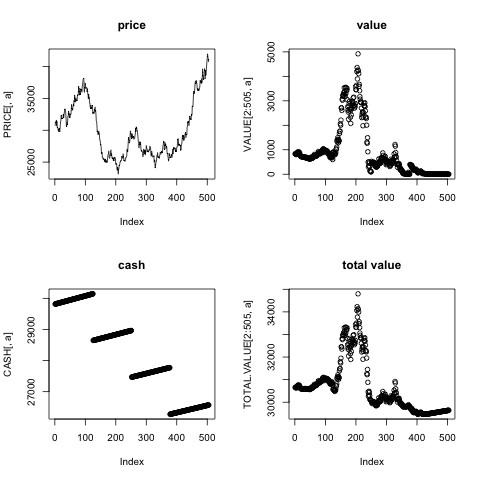 price
PRICE[, a]
25000 35000
0 100 200 300 400 500
Index
value
VALUE[2:505, a]
0 1000 3000 5000
0 100 200 300 400 500
Index
cash
CASH[, a]
27000 29000
0 100 200 300 400 500
Index
total value
TOTAL.VALUE[2:505, a]
30000 32000 34000
0 100 200 300 400 500
Index